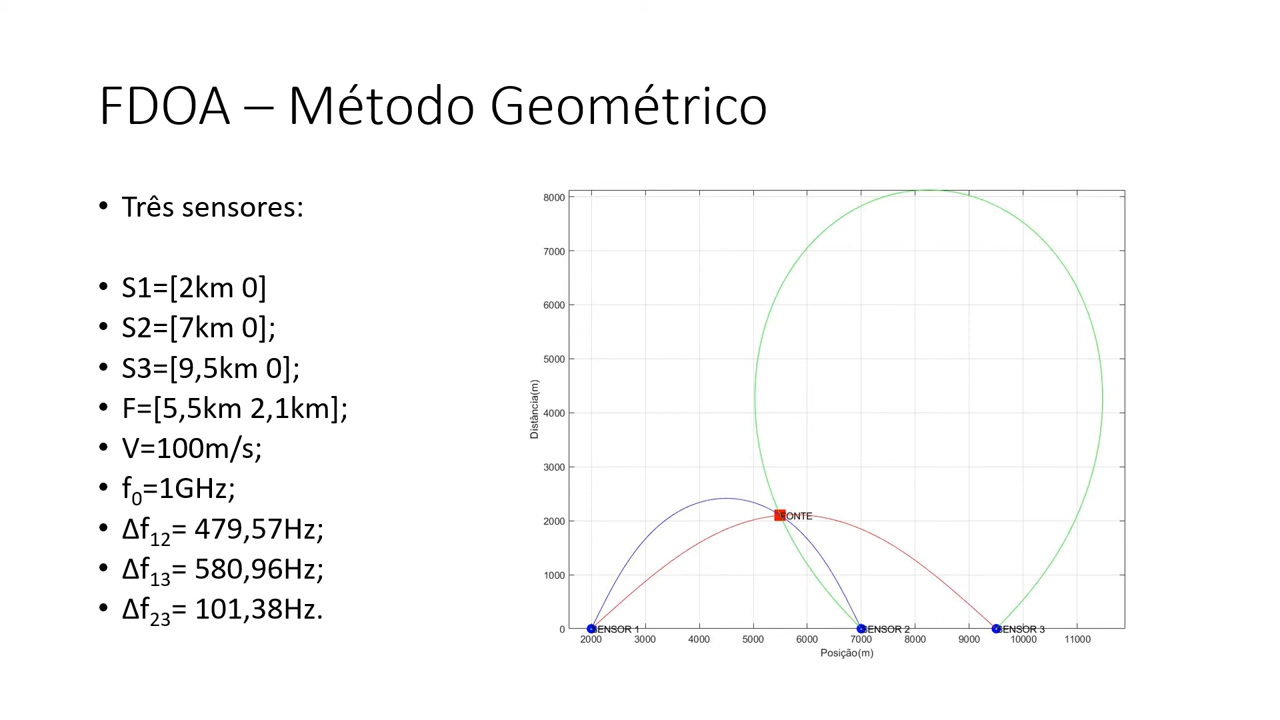 FDOA – Método Geométrico
• Três sensores:
• S1=[2km 0]
• S2=[7km 0];
• S3=[9,5km 0];
• F=[5,5km 2,1km];
• V=100m/s;
• f₀=1GHz;
• Δf₁₂= 479,57Hz;
• Δf₁₃= 580,96Hz;
• Δf₂₃= 101,38Hz.
8000
7000
6000
5000
4000
3000
2000
1000
0
Distância(m)
FONTE
SENSOR 1
SENSOR 2
SENSOR 3
2000 3000 4000 5000 6000 7000 8000 9000 10000 11000
Posição(m)